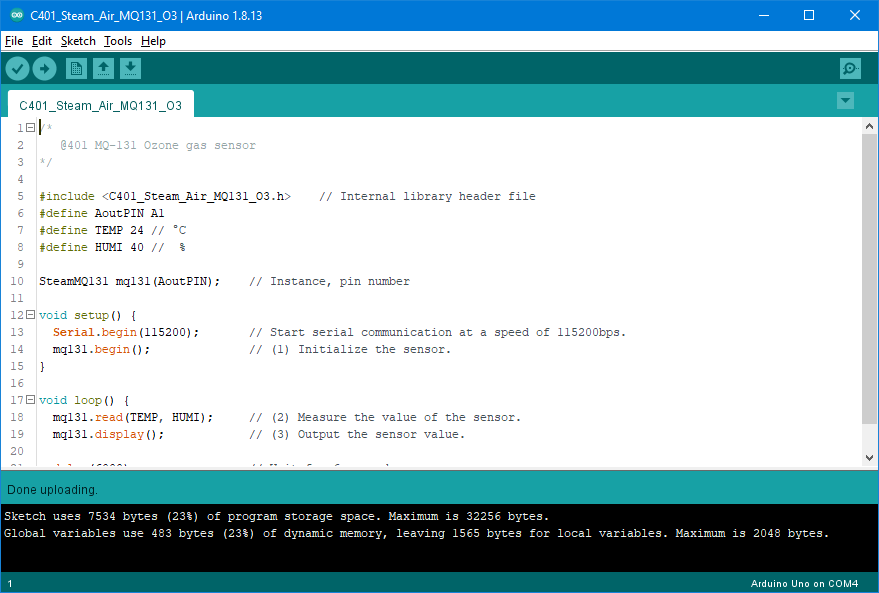 C401_Steam_Air_MQ131_O3 | Arduino 1.8.13
File Edit Sketch Tools Help
C401_Steam_Air_MQ131_O3
1 /*
2 @401 MQ-131 Ozone gas sensor
3 */
4
5 #include <C401_Steam_Air_MQ131_O3.h> // Internal library header file
6 #define AoutPIN A1
7 #define TEMP 24 // °C
8 #define HUMI 40 // %
9
10 SteamMQ131 mq131(AoutPIN); // Instance, pin number
11
12 void setup() {
13 Serial.begin(115200); // Start serial communication at a speed of 115200bps.
14 mq131.begin(); // (1) Initialize the sensor.
15 }
16
17 void loop() {
18 mq131.read(TEMP, HUMI); // (2) Measure the value of the sensor.
19 mq131.display(); // (3) Output the sensor value.
20
Done uploading.
Sketch uses 7534 bytes (23%) of program storage space. Maximum is 32256 bytes.
Global variables use 483 bytes (23%) of dynamic memory, leaving 1565 bytes for local variables. Maximum is 2048 bytes.
1 Arduino Uno on COM4